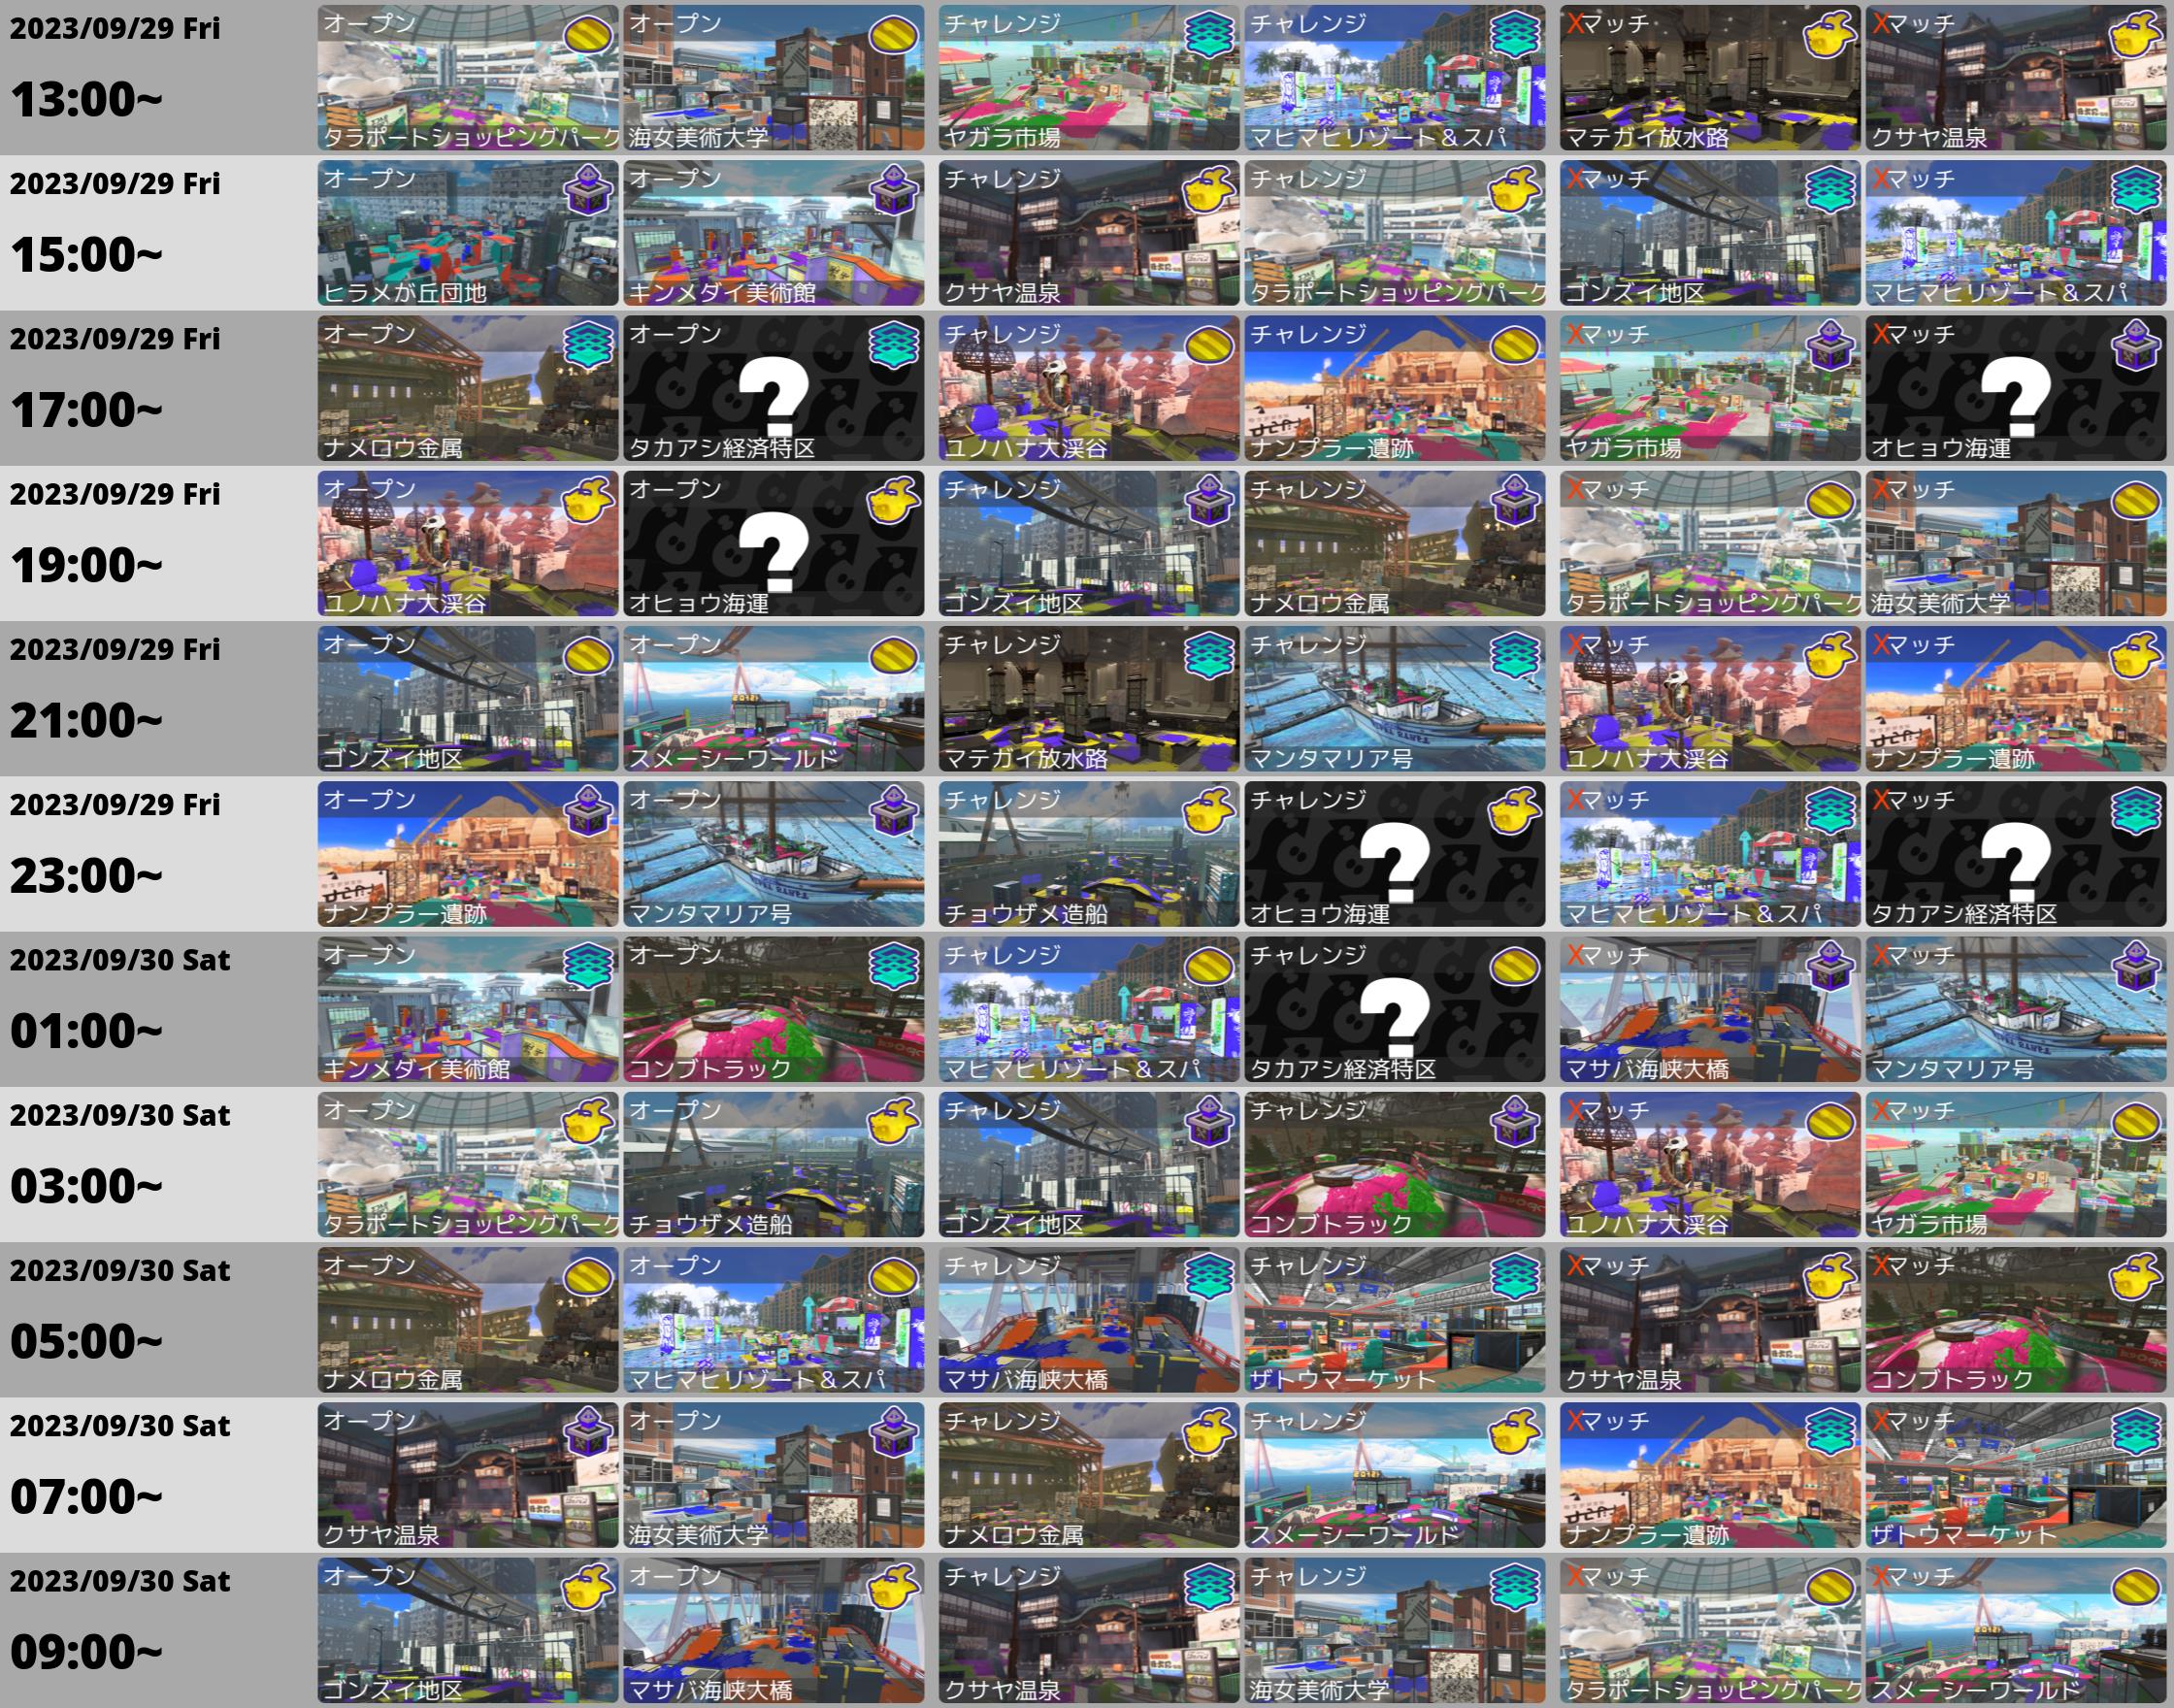 2023/09/29 Fri
13:00~
オープン
タラポートショッピングパーク
オープン
海女美術大学
チャレンジ
ヤガラ市場
チャレンジ
マヒマヒリゾート＆スパ
Xマッチ
マテガイ放水路
Xマッチ
クサヤ温泉
2023/09/29 Fri
15:00~
オープン
ヒラメが丘団地
オープン
キンメダイ美術館
チャレンジ
クサヤ温泉
チャレンジ
タラポートショッピングパーク
Xマッチ
ゴンズイ地区
Xマッチ
マヒマヒリゾート＆スパ
2023/09/29 Fri
17:00~
オープン
ナメロウ金属
オープン
?
タカアシ経済特区
チャレンジ
ユノハナ大渓谷
チャレンジ
ナンプラー遺跡
Xマッチ
ヤガラ市場
Xマッチ
?
オヒョウ海運
2023/09/29 Fri
19:00~
オープン
ユノハナ大渓谷
オープン
?
オヒョウ海運
チャレンジ
ゴンズイ地区
チャレンジ
ナメロウ金属
Xマッチ
タラポートショッピングパーク
Xマッチ
海女美術大学
2023/09/29 Fri
21:00~
オープン
ゴンズイ地区
オープン
スメーシーワールド
チャレンジ
マテガイ放水路
チャレンジ
マンタマリア号
Xマッチ
ユノハナ大渓谷
Xマッチ
ナンプラー遺跡
2023/09/29 Fri
23:00~
オープン
ナンプラー遺跡
オープン
マンタマリア号
チャレンジ
チョウザメ造船
チャレンジ
?
オヒョウ海運
Xマッチ
マヒマヒリゾート＆スパ
Xマッチ
?
タカアシ経済特区
2023/09/30 Sat
01:00~
オープン
キンメダイ美術館
オープン
コンブトラック
チャレンジ
マヒマヒリゾート＆スパ
チャレンジ
?
タカアシ経済特区
Xマッチ
マサバ海峡大橋
Xマッチ
マンタマリア号
2023/09/30 Sat
03:00~
オープン
タラポートショッピングパーク
オープン
チョウザメ造船
チャレンジ
ゴンズイ地区
チャレンジ
コンブトラック
Xマッチ
ユノハナ大渓谷
Xマッチ
ヤガラ市場
2023/09/30 Sat
05:00~
オープン
ナメロウ金属
オープン
マヒマヒリゾート＆スパ
チャレンジ
マサバ海峡大橋
チャレンジ
ザトウマーケット
Xマッチ
クサヤ温泉
Xマッチ
コンブトラック
2023/09/30 Sat
07:00~
オープン
クサヤ温泉
オープン
海女美術大学
チャレンジ
ナメロウ金属
チャレンジ
スメーシーワールド
Xマッチ
ナンプラー遺跡
Xマッチ
ザトウマーケット
2023/09/30 Sat
09:00~
オープン
ゴンズイ地区
オープン
マサバ海峡大橋
チャレンジ
クサヤ温泉
チャレンジ
海女美術大学
Xマッチ
タラポートショッピングパーク
Xマッチ
スメーシーワールド